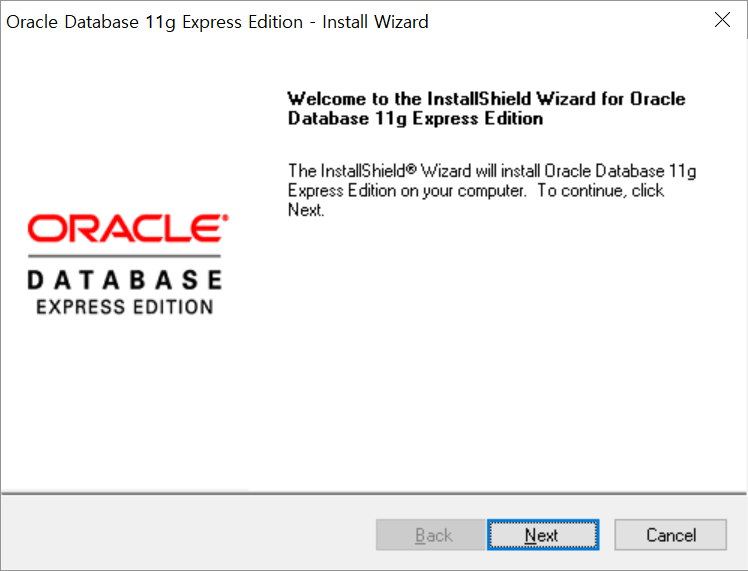 Oracle Database 11g Express Edition - Install Wizard
Welcome to the InstallShield Wizard for Oracle
Database 11g Express Edition
The InstallShield® Wizard will install Oracle Database 11g
Express Edition on your computer.  To continue, click
Next.
ORACLE®
DATABASE
EXPRESS EDITION
Back
Next
Cancel